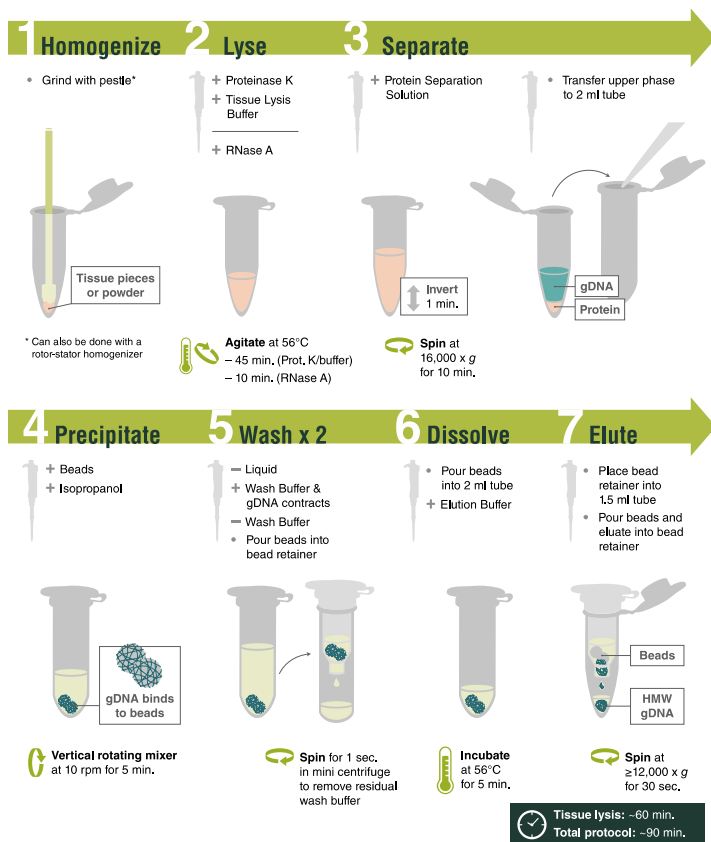 1 Homogenize
• Grind with pestle*
Tissue pieces
or powder
* Can also be done with a
rotor-stator homogenizer
2 Lyse
+ Proteinase K
+ Tissue Lysis
Buffer
+ RNase A
Agitate at 56°C
– 45 min. (Prot. K/buffer)
– 10 min. (RNase A)
3 Separate
+ Protein Separation
Solution
Invert
1 min.
Spin at
16,000 x g
for 10 min.
• Transfer upper phase
to 2 ml tube
gDNA
Protein
4 Precipitate
+ Beads
+ Isopropanol
gDNA binds
to beads
Vertical rotating mixer
at 10 rpm for 5 min.
5 Wash x 2
– Liquid
+ Wash Buffer &
gDNA contracts
– Wash Buffer
• Pour beads into
bead retainer
Spin for 1 sec.
in mini centrifuge
to remove residual
wash buffer
6 Dissolve
• Pour beads
into 2 ml tube
+ Elution Buffer
Incubate
at 56°C
for 5 min.
7 Elute
• Place bead
retainer into
1.5 ml tube
• Pour beads and
eluate into bead
retainer
Beads
HMW
gDNA
Spin at
≥12,000 x g
for 30 sec.
Tissue lysis: ~60 min.
Total protocol: ~90 min.